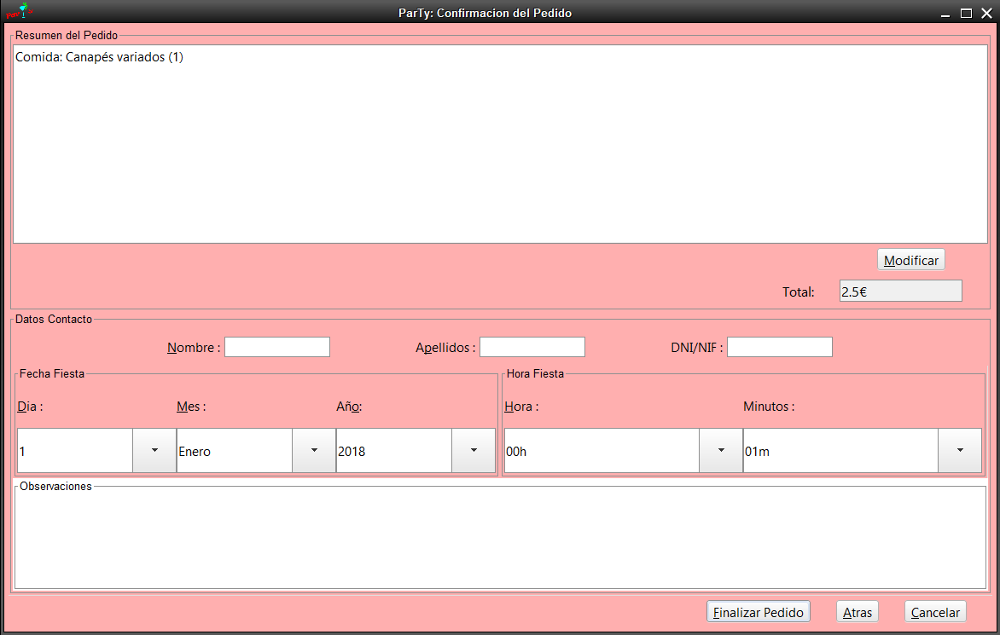 ParTy: Confirmacion del Pedido
Resumen del Pedido
Comida: Canapés variados (1)
Modificar
Total: 2.5€
Datos Contacto
Nombre : Apellidos : DNI/NIF :
Fecha Fiesta Hora Fiesta
Dia : Mes : Año: Hora : Minutos :
1 Enero 2018 00h 01m
Observaciones
Finalizar Pedido Atras Cancelar